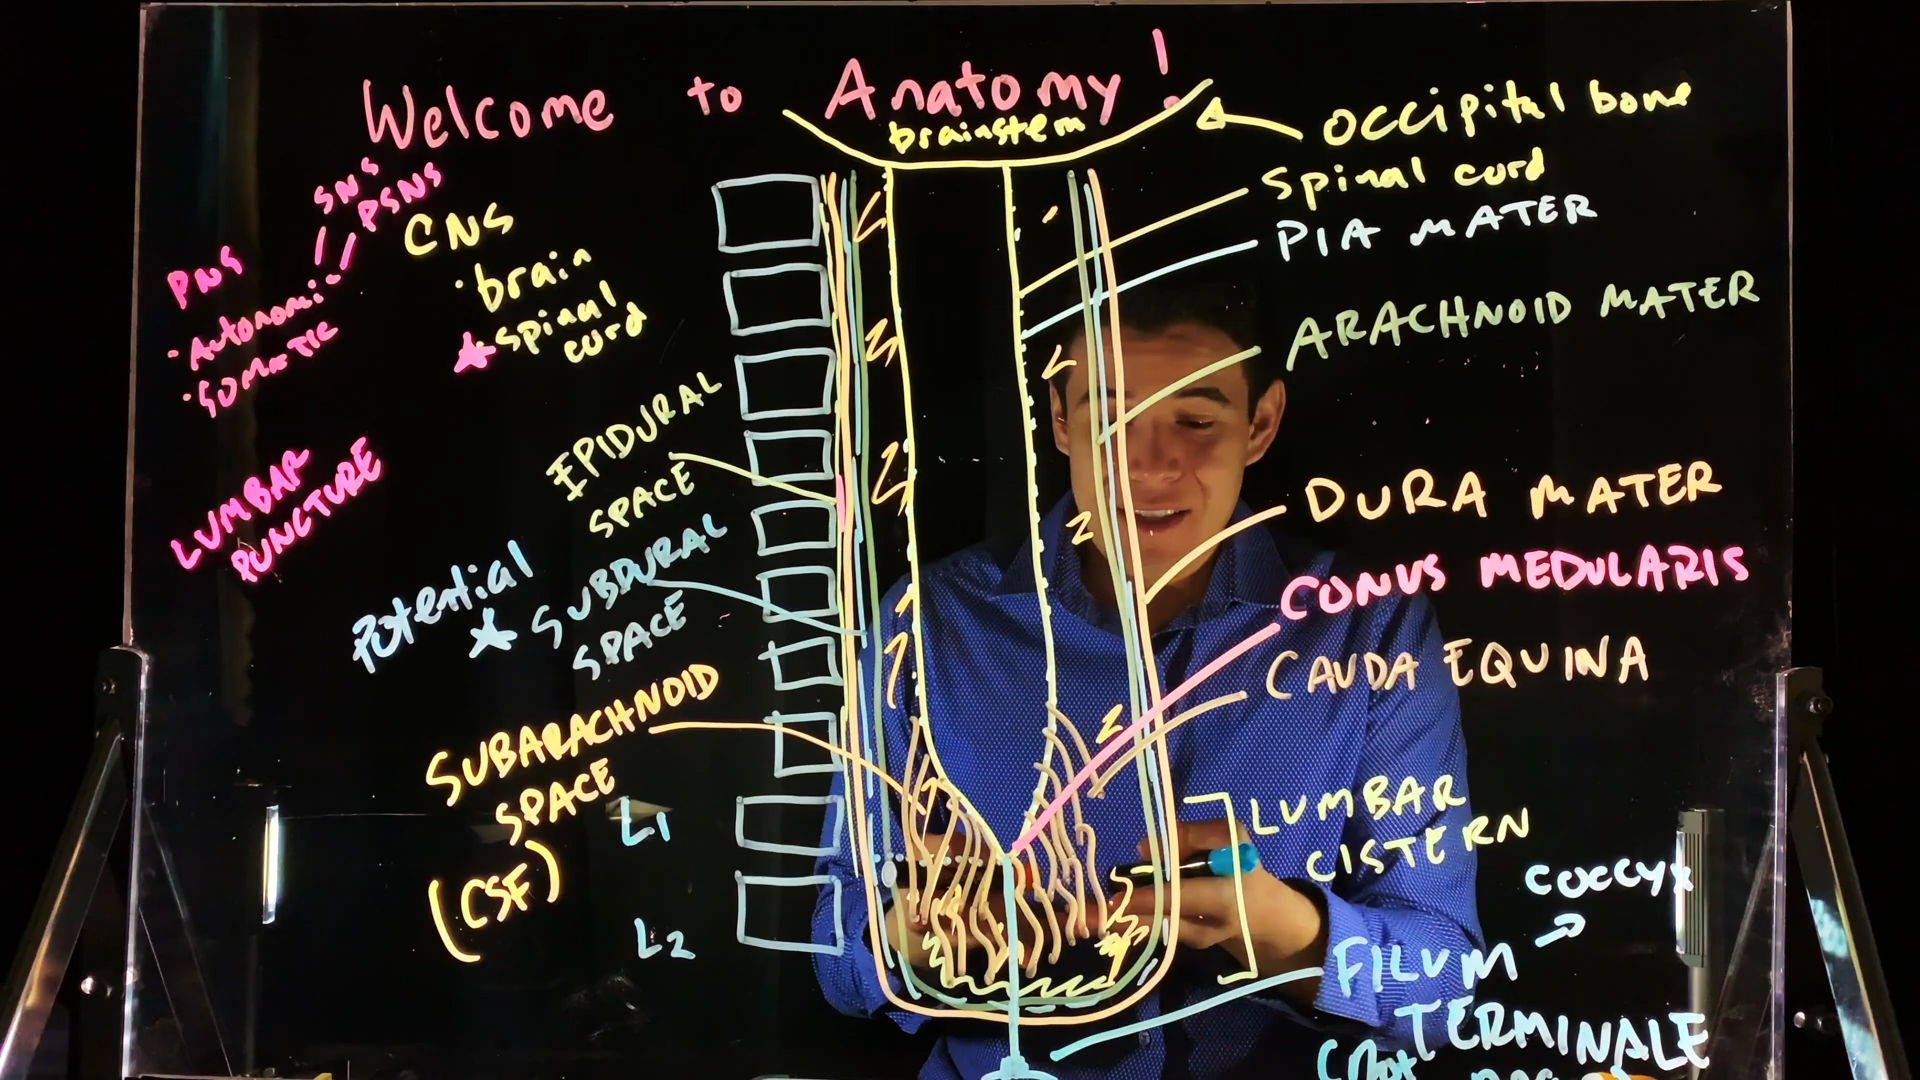 Welcome to Anatomy!
brainstem
occipital bone
Spinal cord
PIA MATER
ARACHNOID MATER
DURA MATER
CONUS MEDULARIS
CAUDA EQUINA
LUMBAR
CISTERN
COCCYX
FILUM
TERMINALE
SNS
PSNS
PNS
·Autonomi
·Somatic
CNS
·brain
spinal
cord
LUMBAR
PUNCTURE
EPIDURAL
SPACE
Potential
SUBDURAL
SPACE
SUBARACHNOID
SPACE
(CSF)
L1
L2